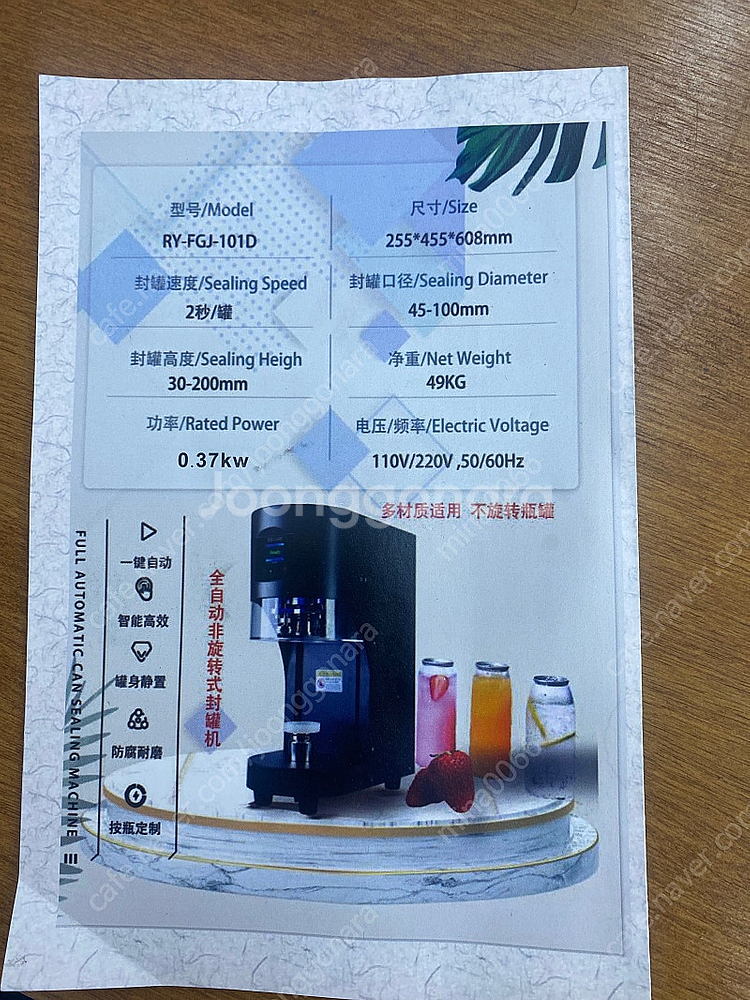 型号/Model
RY-FGJ-101D
尺寸/Size
255*455*608mm
封罐速度/Sealing Speed
2秒/罐
封罐口径/Sealing Diameter
45-100mm
封罐高度/Sealing Heigh
30-200mm
净重/Net Weight
49KG
功率/Rated Power
0.37kw
电压/频率/Electric Voltage
110V/220V ,50/60Hz
Joonggonara
多材质适用 不旋转瓶罐
FULL AUTOMATIC CAN SEALING MACHINE
一键自动
智能高效
罐身静置
防腐耐磨
按瓶定制
全自动非旋转式封罐机